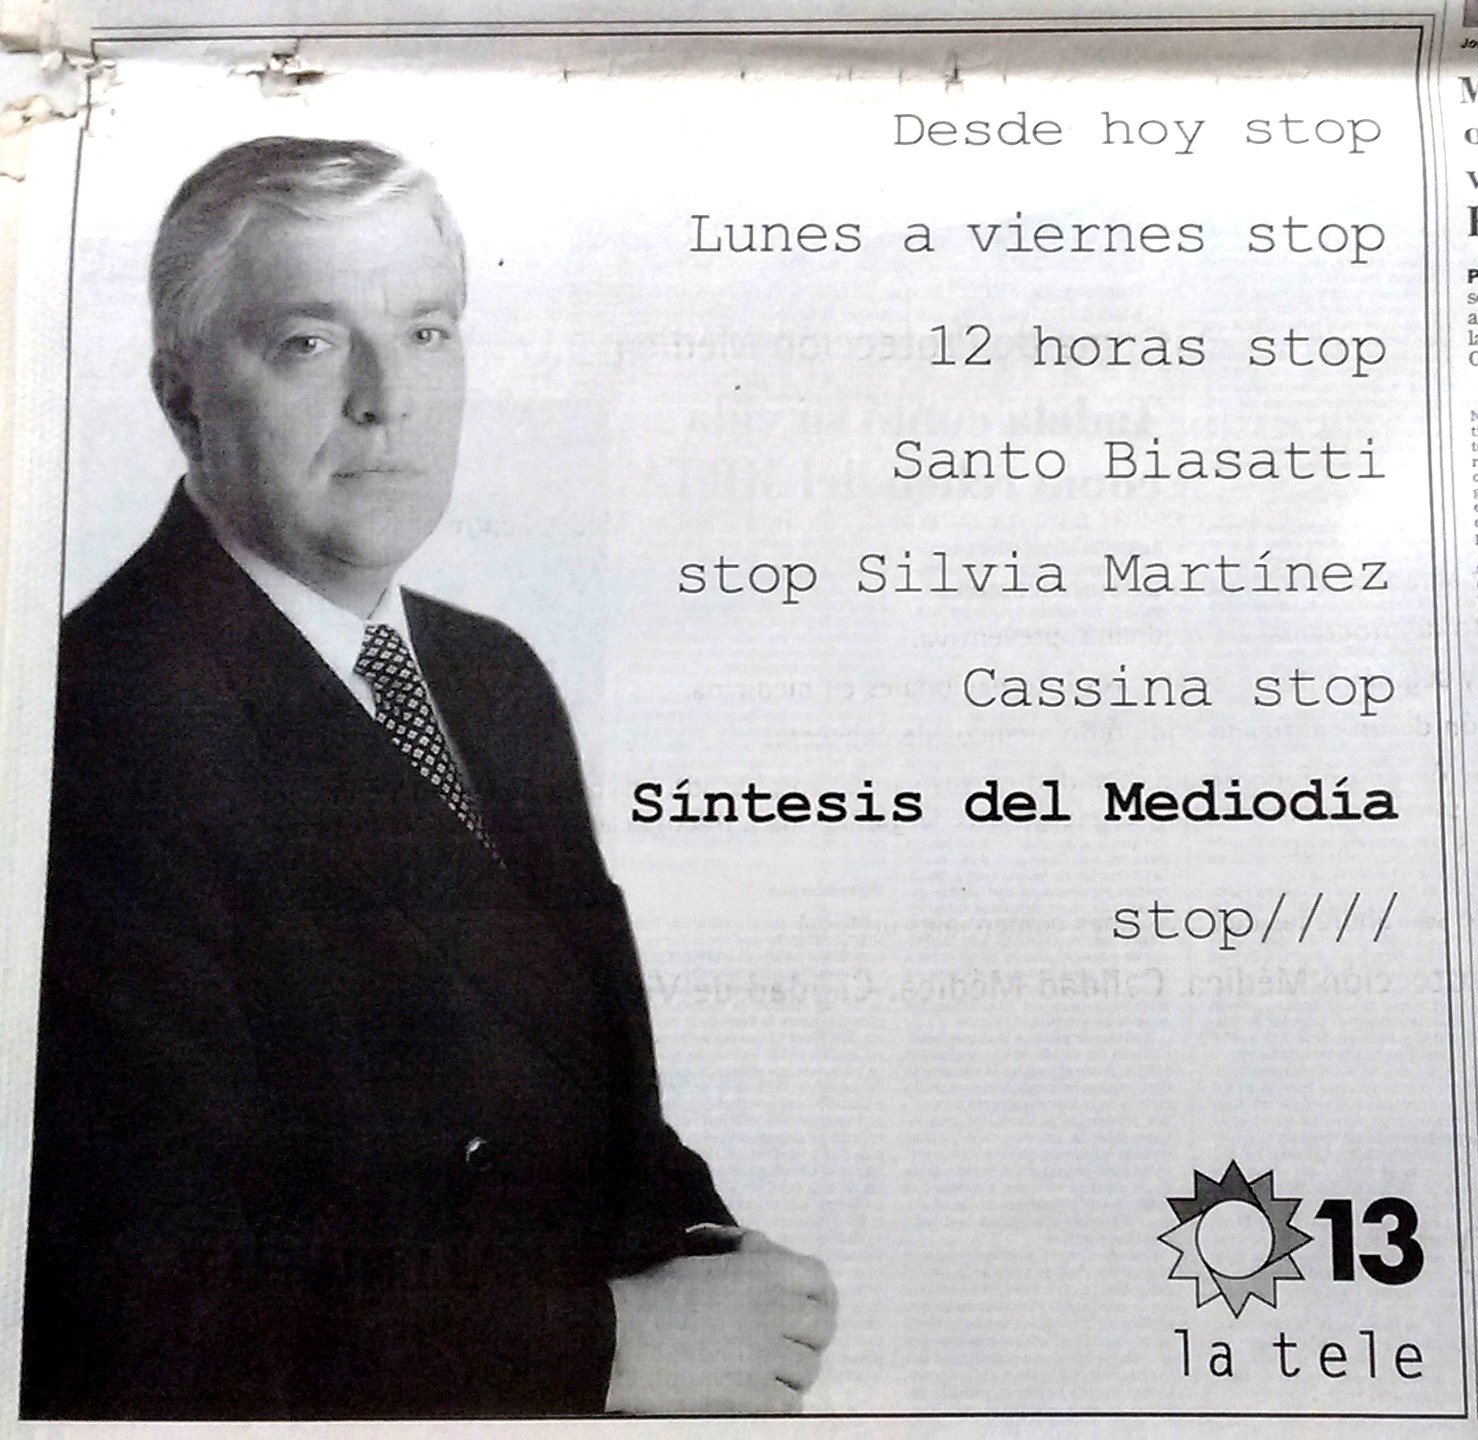 Desde hoy stop
Lunes a viernes stop
12 horas stop
Santo Biasatti
stop Silvia Martínez
Cassina stop
Síntesis del Mediodía
stop////
13
la tele